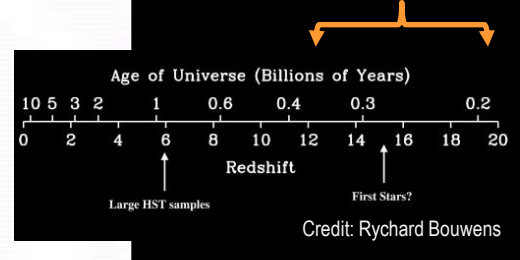 Age of Universe (Billions of Years)
10 5 3 2 1 0.6 0.4 0.3 0.2
0 2 4 6 8 10 12 14 16 18 20
Redshift
Large HST samples
First Stars?
Credit: Rychard Bouwens